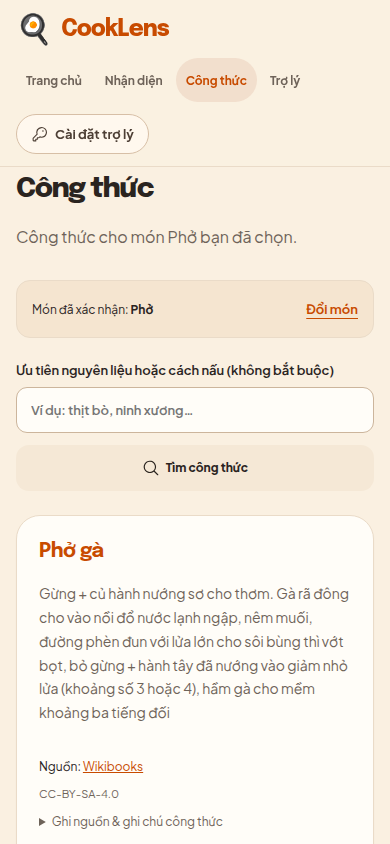 CookLens
Trang chủ
Nhận diện
Công thức
Trợ lý
Cài đặt trợ lý
Công thức
Công thức cho món Phở bạn đã chọn.
Món đã xác nhận: Phở
Đổi món
Ưu tiên nguyên liệu hoặc cách nấu (không bắt buộc)
Ví dụ: thịt bò, ninh xương…
Tìm công thức
Phở gà
Gừng + củ hành nướng sơ cho thơm. Gà rã đông
cho vào nồi đổ nước lạnh ngập, nêm muối,
đường phèn đun với lửa lớn cho sôi bùng thì vớt
bọt, bỏ gừng + hành tây đã nướng vào giảm nhỏ
lửa (khoảng số 3 hoặc 4), hầm gà cho mềm
khoảng ba tiếng đối
Nguồn: Wikibooks
CC-BY-SA-4.0
Ghi nguồn & ghi chú công thức